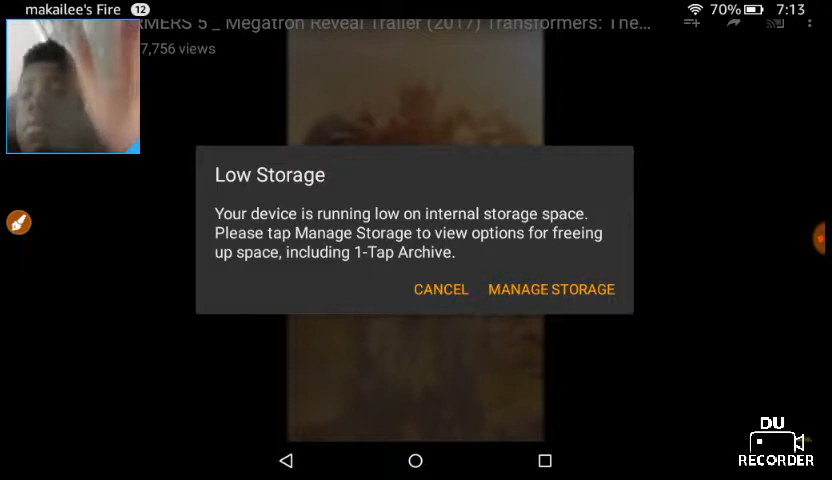 makailee's Fire 12 70% 7:13
RMERS 5 _ Megatron Reveal Trailer (2017) Transformers: The...
7,756 views
Low Storage
Your device is running low on internal storage space.
Please tap Manage Storage to view options for freeing
up space, including 1-Tap Archive.
CANCEL MANAGE STORAGE
DU
RECORDER